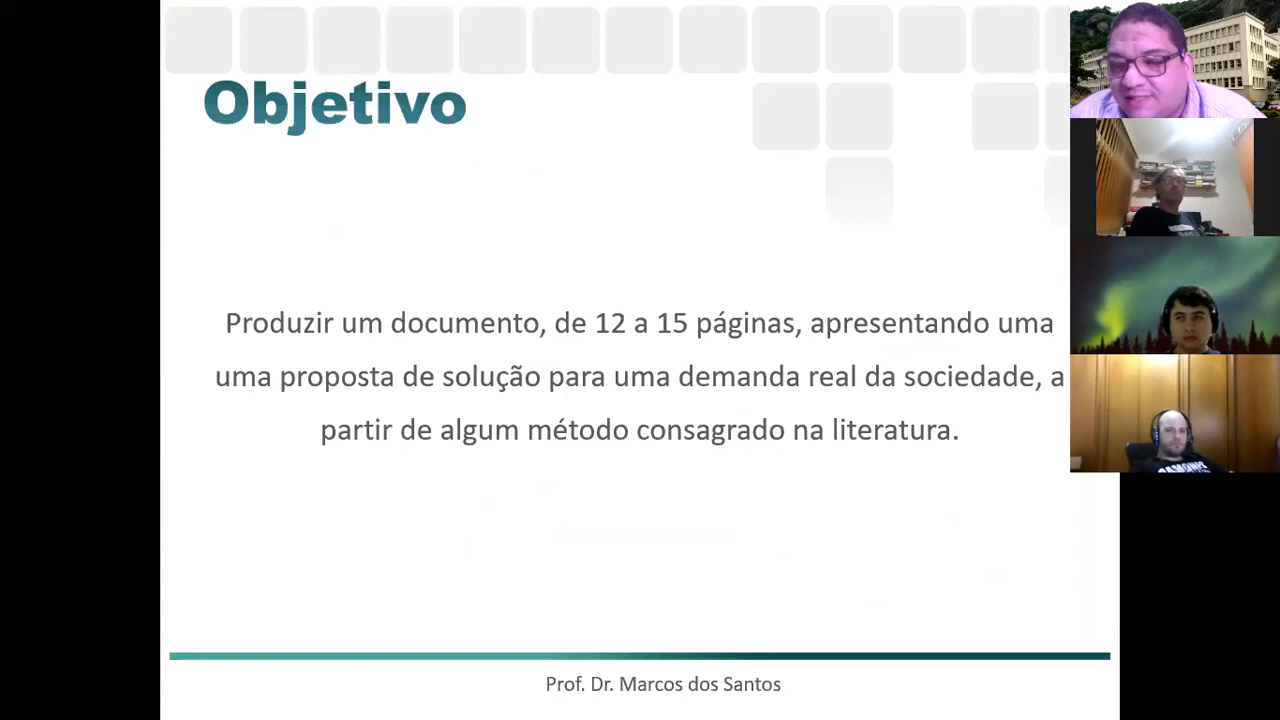 Objetivo
Produzir um documento, de 12 a 15 páginas, apresentando uma
uma proposta de solução para uma demanda real da sociedade, a
partir de algum método consagrado na literatura.
Prof. Dr. Marcos dos Santos